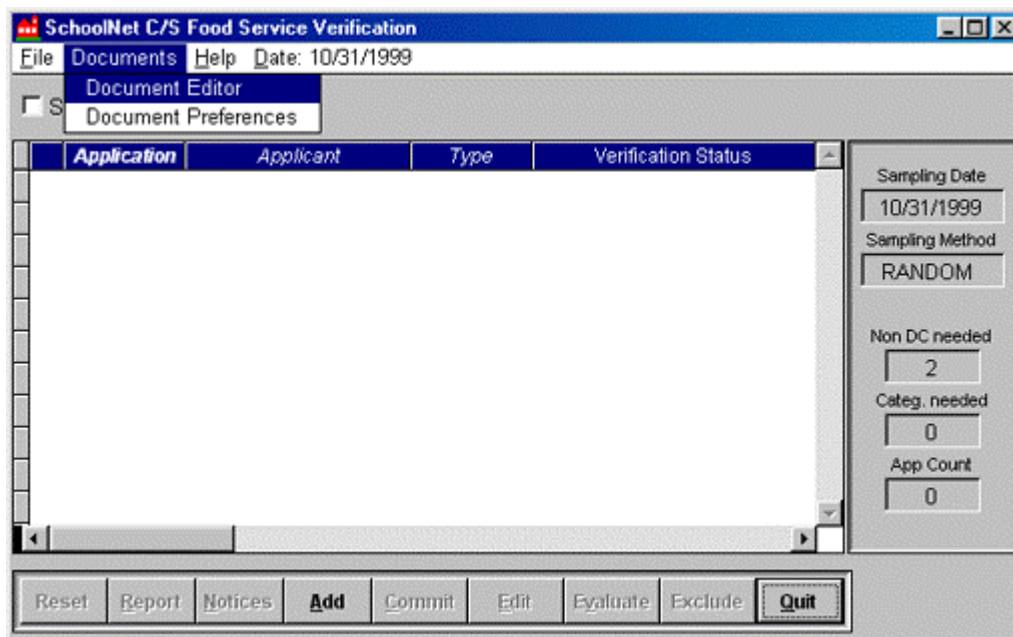 SchoolNet C/S Food Service Verification
File Documents Help Date: 10/31/1999
Document Editor
S
Document Preferences
Application Applicant Type Verification Status
Sampling Date
10/31/1999
Sampling Method
RANDOM
Non DC needed
2
Categ. needed
0
App Count
0
Reset Report Notices Add Commit Edit Evaluate Exclude Quit